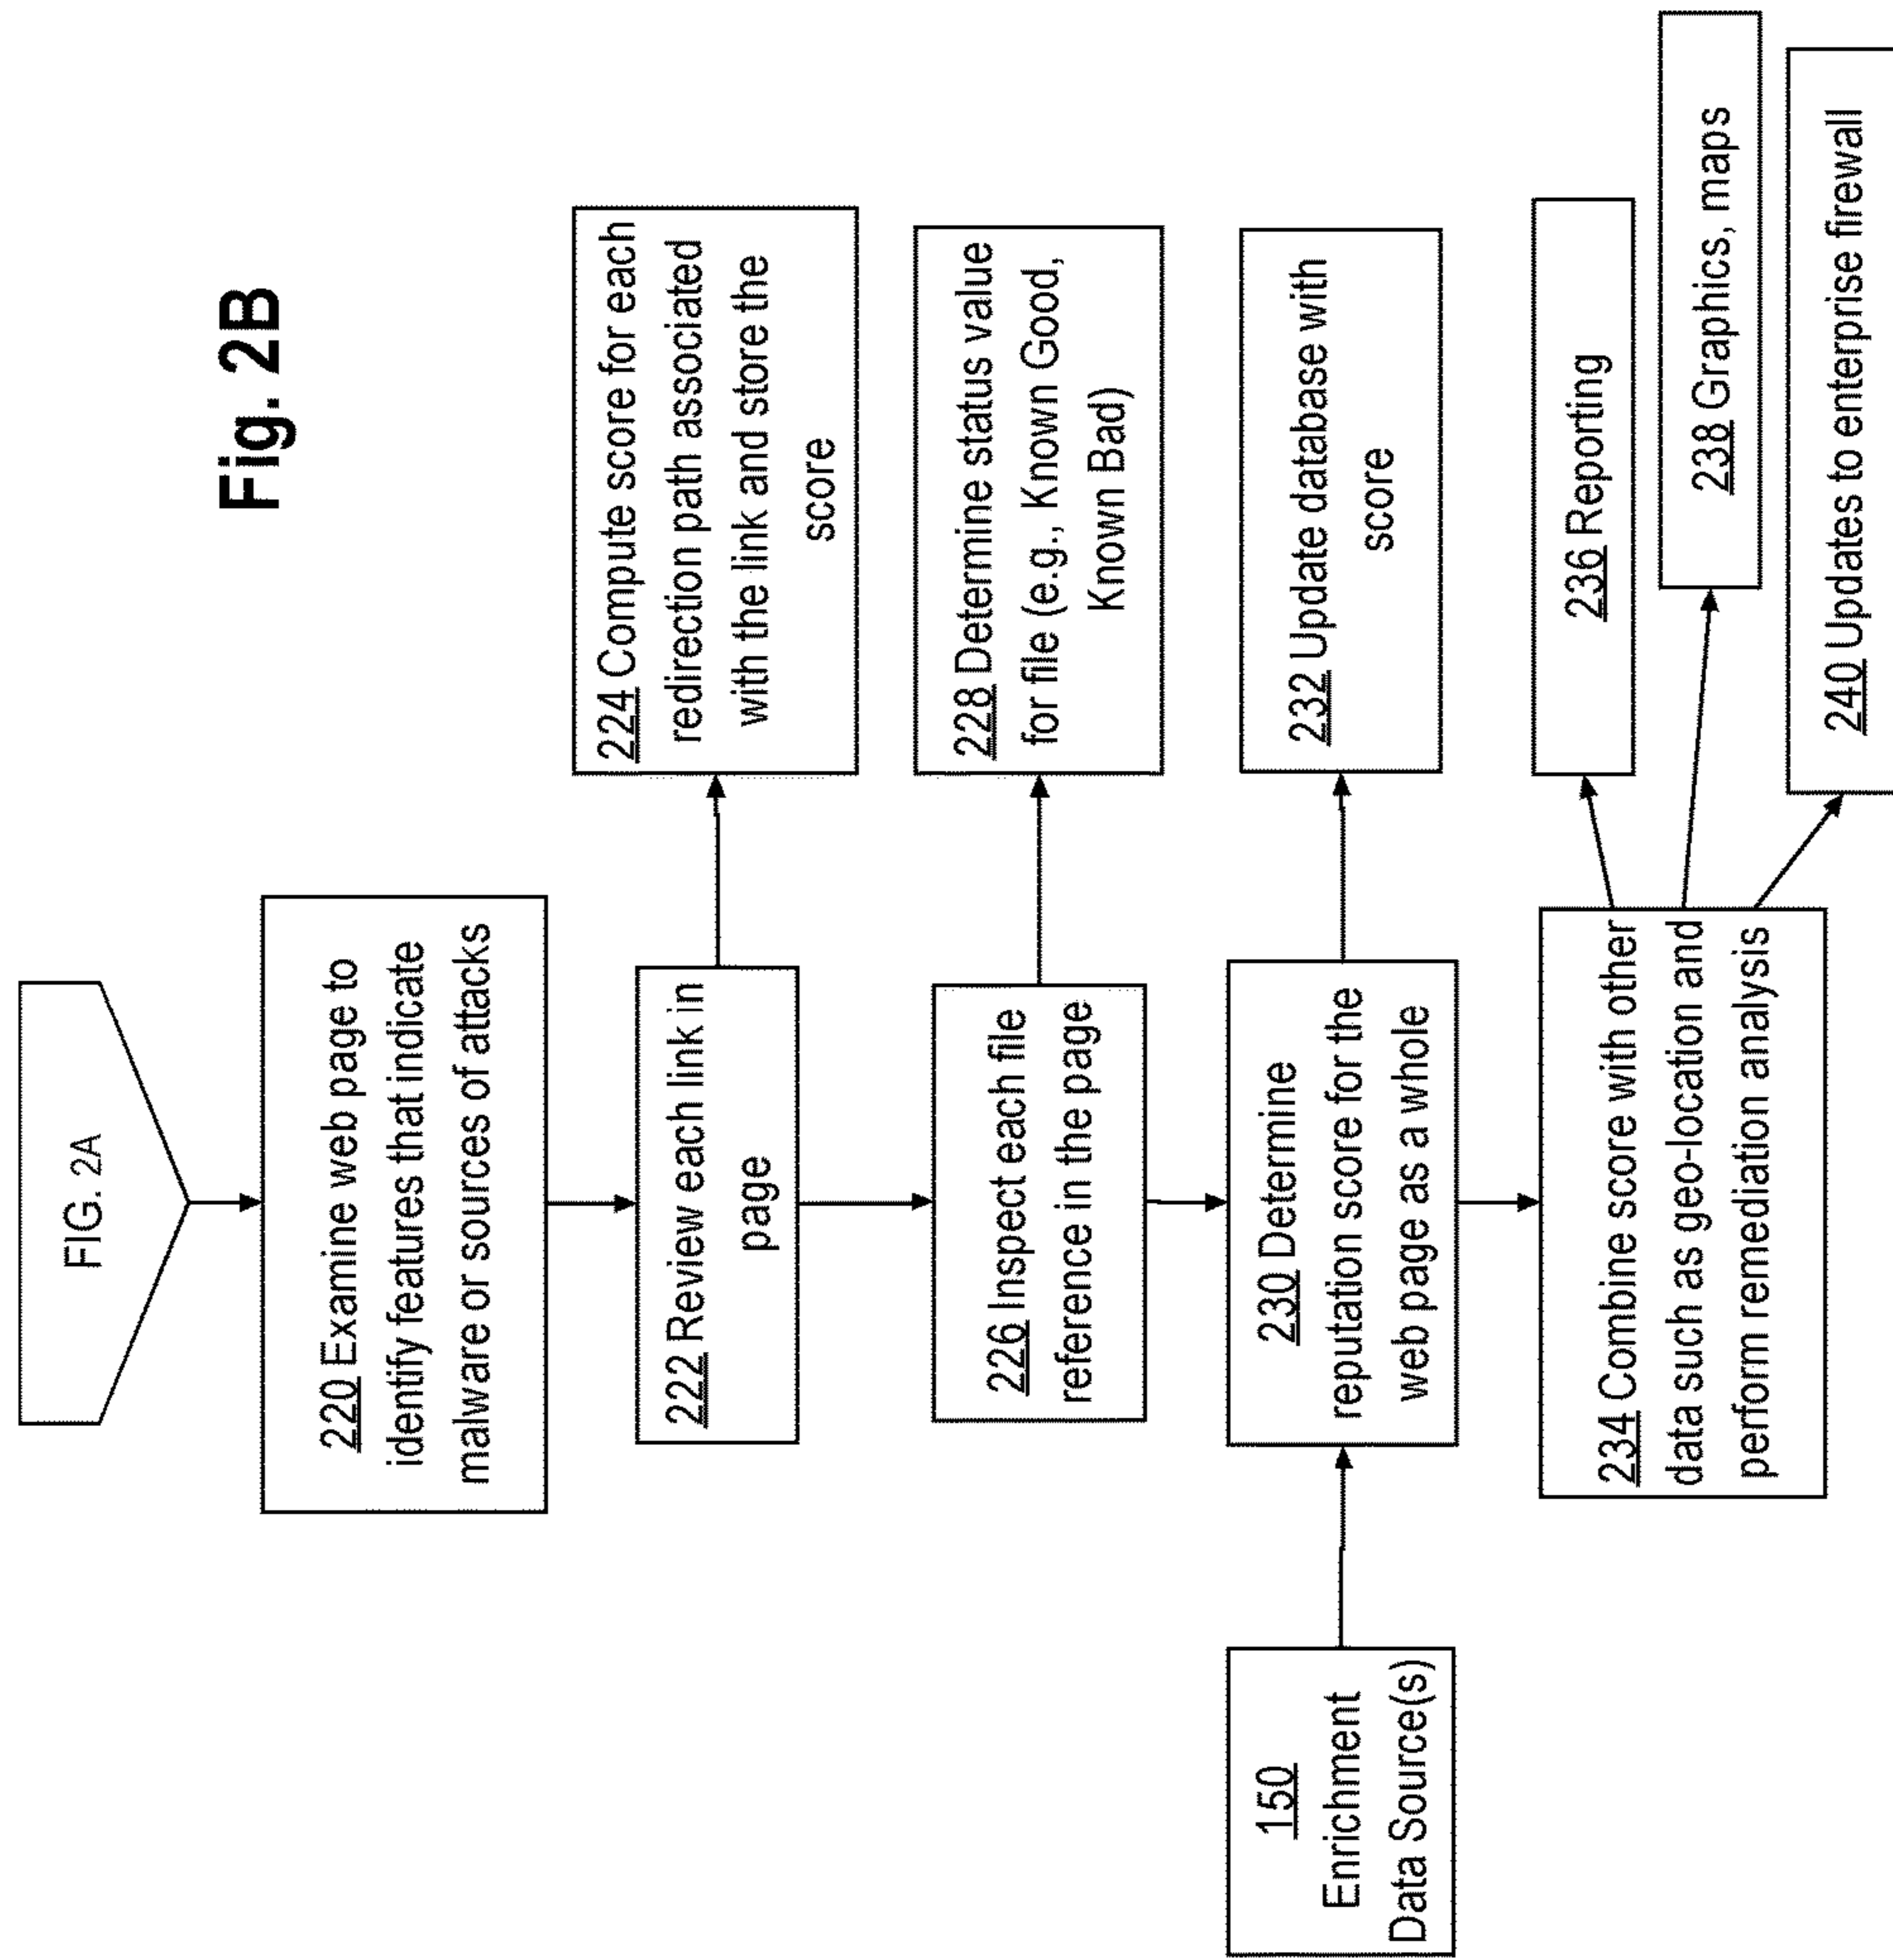 Fig. 2B
FIG. 2A
220 Examine web page to
identify features that indicate
malware or sources of attacks
222 Review each link in
page
224 Compute score for each
redirection path associated
with the link and store the
score
226 Inspect each file
reference in the page
228 Determine status value
for file (e.g., Known Good,
Known Bad)
150
Enrichment
Data Source(s)
230 Determine
reputation score for the
web page as a whole
232 Update database with
score
234 Combine score with other
data such as geo-location and
perform remediation analysis
236 Reporting
238 Graphics, maps
240 Updates to enterprise firewall